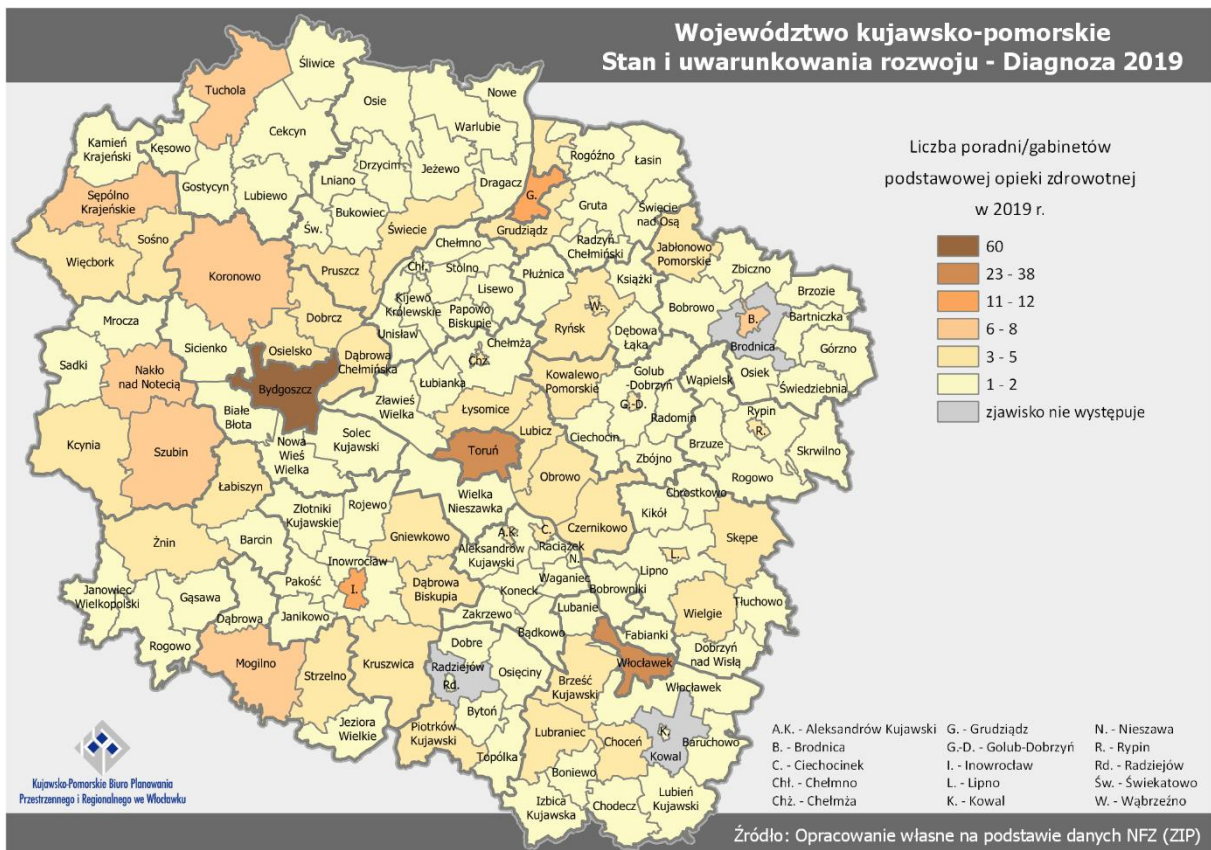 Województwo kujawsko-pomorskie
Stan i uwarunkowania rozwoju - Diagnoza 2019
Liczba poradni/gabinetów
podstawowej opieki zdrowotnej
w 2019 r.
60
23 - 38
11 - 12
6 - 8
3 - 5
1 - 2
zjawisko nie występuje
Śliwice
Tuchola
Nowe
Osie
Warlubie
Cekcyn
Kamień
Krajeński
Kęsowo
Drzycim
Jeżewo
Rogóźno
Łasin
Lniano
Dragacz
Gostycyn
Lubiewo
G.
Sępólno
Krajeńskie
Bukowiec
Gruta
Święcie
nad Osą
Św.
Świecie
Grudziądz
Sośno
Chełmno
Radzyń
Chełmiński
Jabłonowo
Pomorskie
Więcbork
Koronowo
Pruszcz
Chł.
Stolno
Płużnica
Książki
Zbiczno
Lisewo
Bobrowo
Brzozie
Kijewo
Królewskie
Papowo
Biskupie
W.
Bartniczka
Mrocza
Dobrcz
Unisław
Ryńsk
Dębowa
Łąka
B.
Brodnica
Sicienko
Osielsko
Chełmża
Górzno
Sadki
Nakło
nad Notecią
Dąbrowa
Chełmińska
Chż.
Golub
-Dobrzyń
Wąpielsk
Osiek
Bydgoszcz
Łubianka
Kowalewo
Pomorskie
Świedziebnia
Zławieś
Wielka
G.-D.
Radomin
Rypin
Białe
Błota
Łysomice
R.
Kcynia
Szubin
Solec
Kujawski
Lubicz
Ciechocin
Brzuze
Skrwilno
Nowa
Wieś
Wielka
Toruń
Zbójno
Rogowo
Łabiszyn
Obrowo
Wielka
Nieszawka
Chrostkowo
Złotniki
Kujawskie
Rojewo
Kikół
Czernikowo
Żnin
Barcin
Gniewkowo
A.K.
C.
Skępe
Aleksandrów
Kujawski
Raciążek
N.
Inowrocław
L.
Lipno
Janowiec
Wielkopolski
Gąsawa
Pakość
I.
Dąbrowa
Biskupia
Koneck
Waganiec
Bobrowniki
Wielgie
Tłuchowo
Dąbrowa
Janikowo
Zakrzewo
Lubanie
Rogowo
Bądkowo
Fabianki
Dobrzyń
nad Wisłą
Mogilno
Strzelno
Kruszwica
Dobre
Włocławek
Radziejów
Rd.
Osięciny
Brześć
Kujawski
Włocławek
Jeziora
Wielkie
Bytoń
K.
Kowal
Baruchowo
Piotrków
Kujawski
Lubraniec
Choceń
Topólka
Boniewo
Izbica
Kujawska
Chodecz
Lubień
Kujawski
A.K. - Aleksandrów Kujawski
B. - Brodnica
C. - Ciechocinek
Chł. - Chełmno
Chż. - Chełmża
G. - Grudziądz
G.-D. - Golub-Dobrzyń
I. - Inowrocław
L. - Lipno
K. - Kowal
N. - Nieszawa
R. - Rypin
Rd. - Radziejów
Św. - Świekatowo
W. - Wąbrzeźno
Kujawsko-Pomorskie Biuro Planowania
Przestrzennego i Regionalnego we Włocławku
Źródło: Opracowanie własne na podstawie danych NFZ (ZIP)